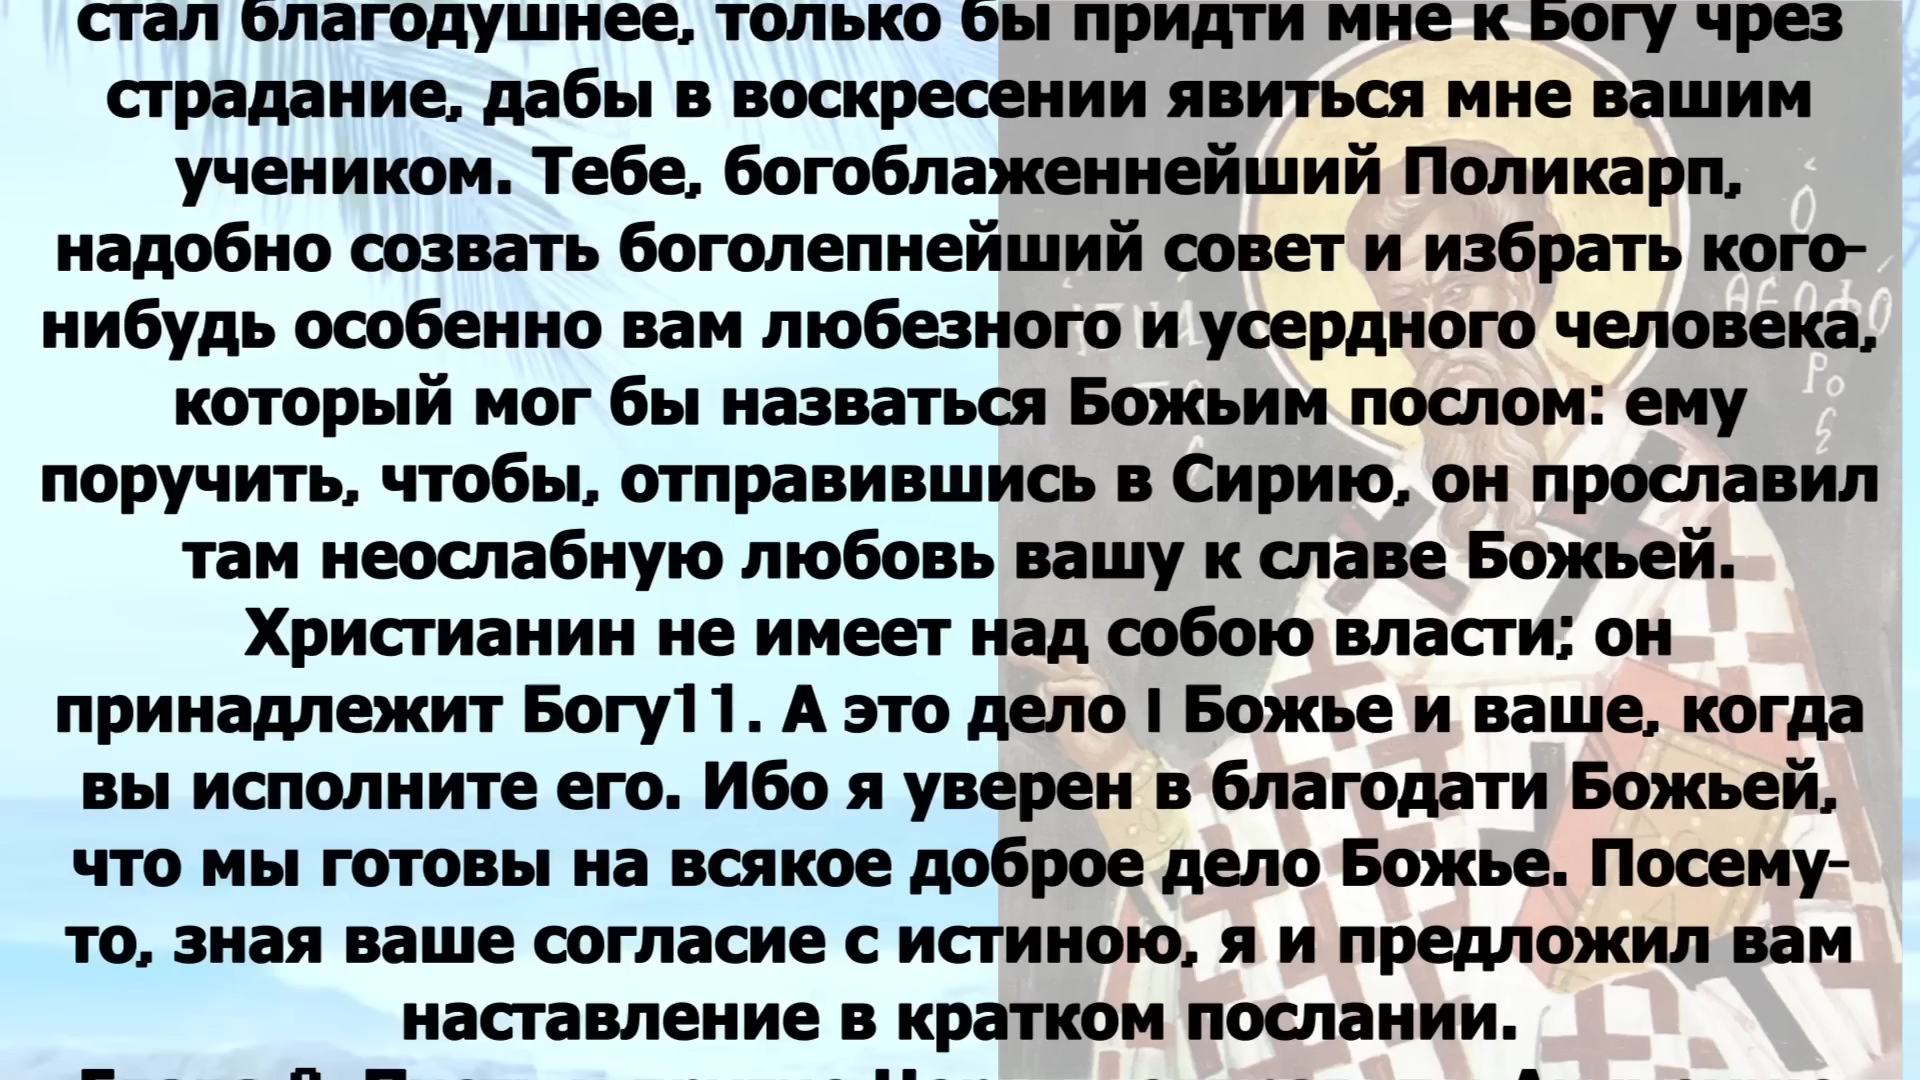 стал благодушнее, только бы придти мне к Богу чрез
страдание, дабы в воскресении явиться мне вашим
учеником. Тебе, богоблаженнейший Поликарп,
надобно созвать боголепнейший совет и избрать кого-
нибудь особенно вам любезного и усердного человека,
который мог бы назваться Божьим послом: ему
поручить, чтобы, отправившись в Сирию, он прославил
там неослабную любовь вашу к славе Божьей.
Христианин не имеет над собою власти; он
принадлежит Богу11. А это дело | Божье и ваше, когда
вы исполните его. Ибо я уверен в благодати Божьей,
что мы готовы на всякое доброе дело Божье. Посему-
то, зная ваше согласие с истиною, я и предложил вам
наставление в кратком послании.